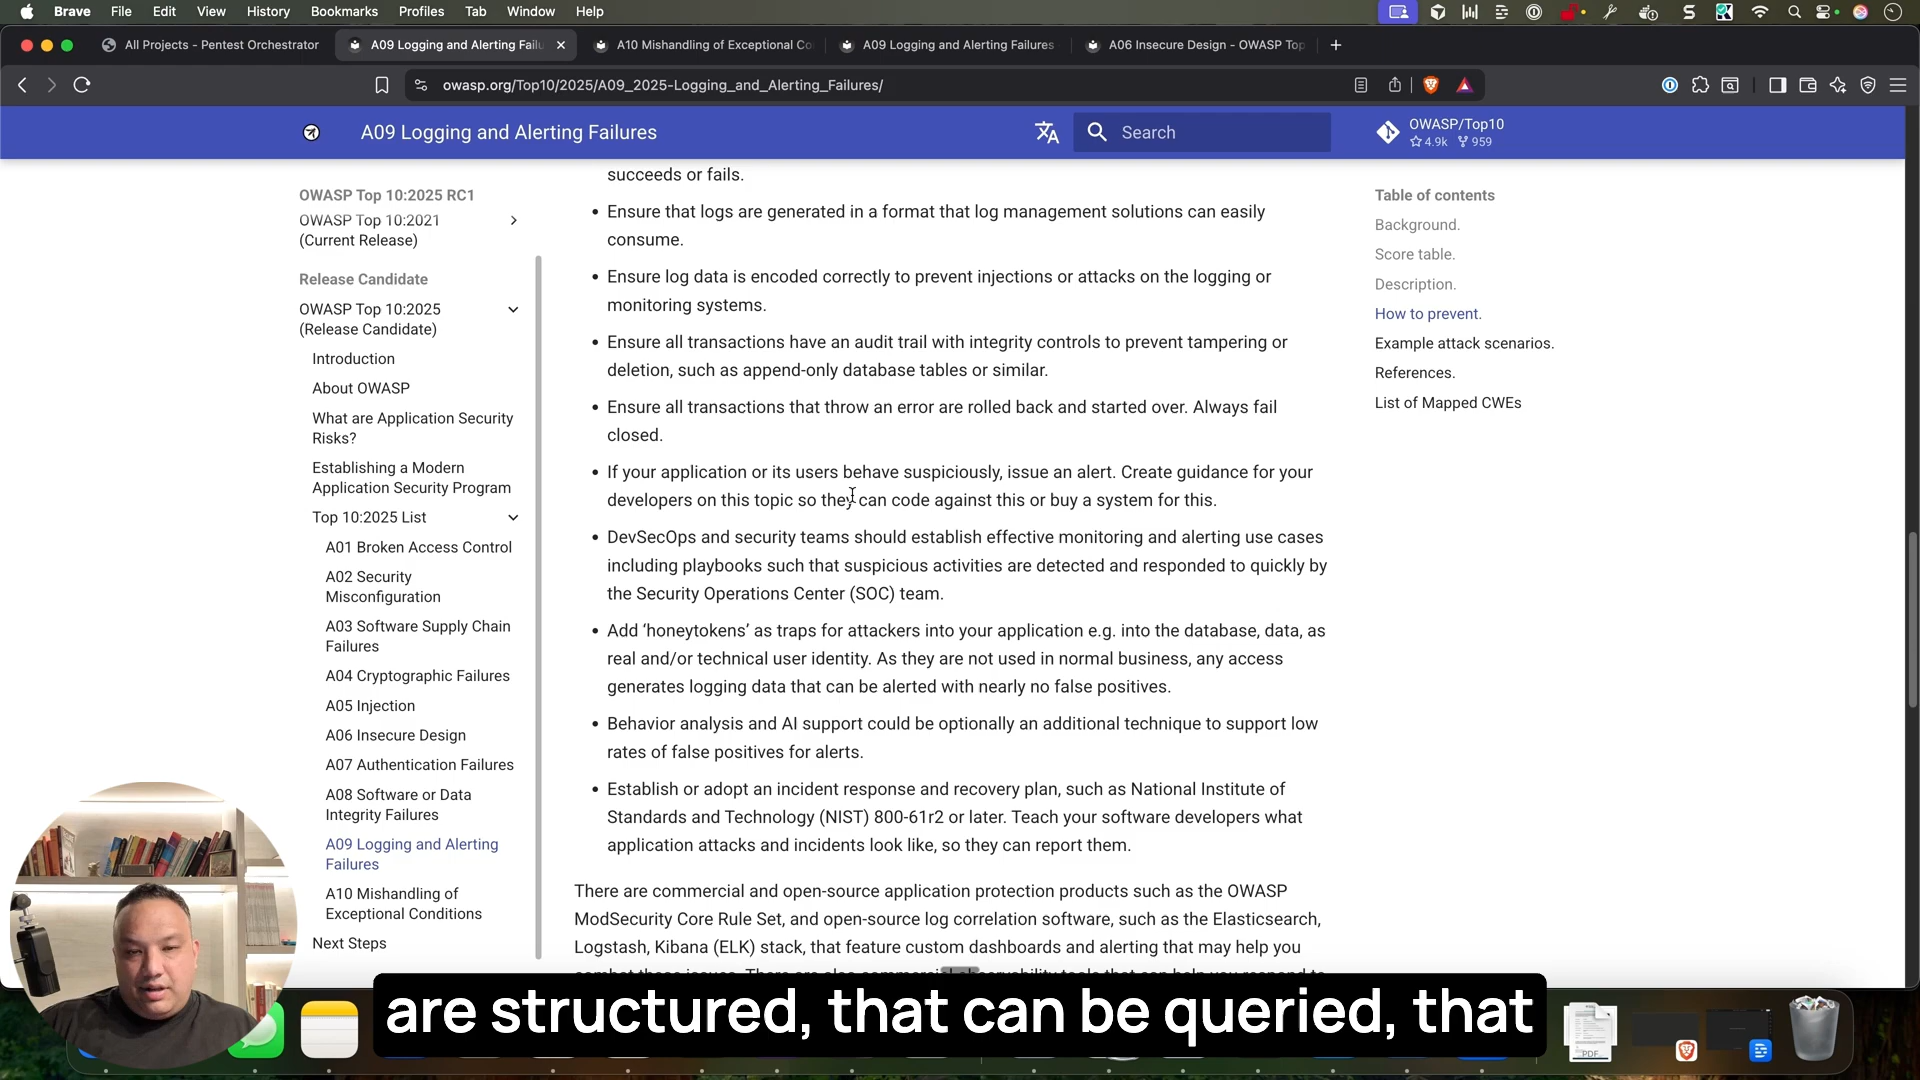 Brave File Edit View History Bookmarks Profiles Tab Window Help
All Projects - Pentest Orchestrator
A09 Logging and Alerting Failu
A10 Mishandling of Exceptional Co
A09 Logging and Alerting Failures
A06 Insecure Design - OWASP Top
owasp.org/Top10/2025/A09_2025-Logging_and_Alerting_Failures/
A09 Logging and Alerting Failures
Search
OWASP/Top10
4.9k 959
OWASP Top 10:2025 RC1
OWASP Top 10:2021
(Current Release)
Release Candidate
OWASP Top 10:2025
(Release Candidate)
Introduction
About OWASP
What are Application Security
Risks?
Establishing a Modern
Application Security Program
Top 10:2025 List
A01 Broken Access Control
A02 Security
Misconfiguration
A03 Software Supply Chain
Failures
A04 Cryptographic Failures
A05 Injection
A06 Insecure Design
A07 Authentication Failures
A08 Software or Data
Integrity Failures
A09 Logging and Alerting
Failures
A10 Mishandling of
Exceptional Conditions
Next Steps
succeeds or fails.
• Ensure that logs are generated in a format that log management solutions can easily
consume.
• Ensure log data is encoded correctly to prevent injections or attacks on the logging or
monitoring systems.
• Ensure all transactions have an audit trail with integrity controls to prevent tampering or
deletion, such as append-only database tables or similar.
• Ensure all transactions that throw an error are rolled back and started over. Always fail
closed.
• If your application or its users behave suspiciously, issue an alert. Create guidance for your
developers on this topic so they can code against this or buy a system for this.
• DevSecOps and security teams should establish effective monitoring and alerting use cases
including playbooks such that suspicious activities are detected and responded to quickly by
the Security Operations Center (SOC) team.
• Add ‘honeytokens’ as traps for attackers into your application e.g. into the database, data, as
real and/or technical user identity. As they are not used in normal business, any access
generates logging data that can be alerted with nearly no false positives.
• Behavior analysis and AI support could be optionally an additional technique to support low
rates of false positives for alerts.
• Establish or adopt an incident response and recovery plan, such as National Institute of
Standards and Technology (NIST) 800-61r2 or later. Teach your software developers what
application attacks and incidents look like, so they can report them.
There are commercial and open-source application protection products such as the OWASP
ModSecurity Core Rule Set, and open-source log correlation software, such as the Elasticsearch,
Logstash, Kibana (ELK) stack, that feature custom dashboards and alerting that may help you
Table of contents
Background.
Score table.
Description.
How to prevent.
Example attack scenarios.
References.
List of Mapped CWEs
are structured, that can be queried, that
PDF